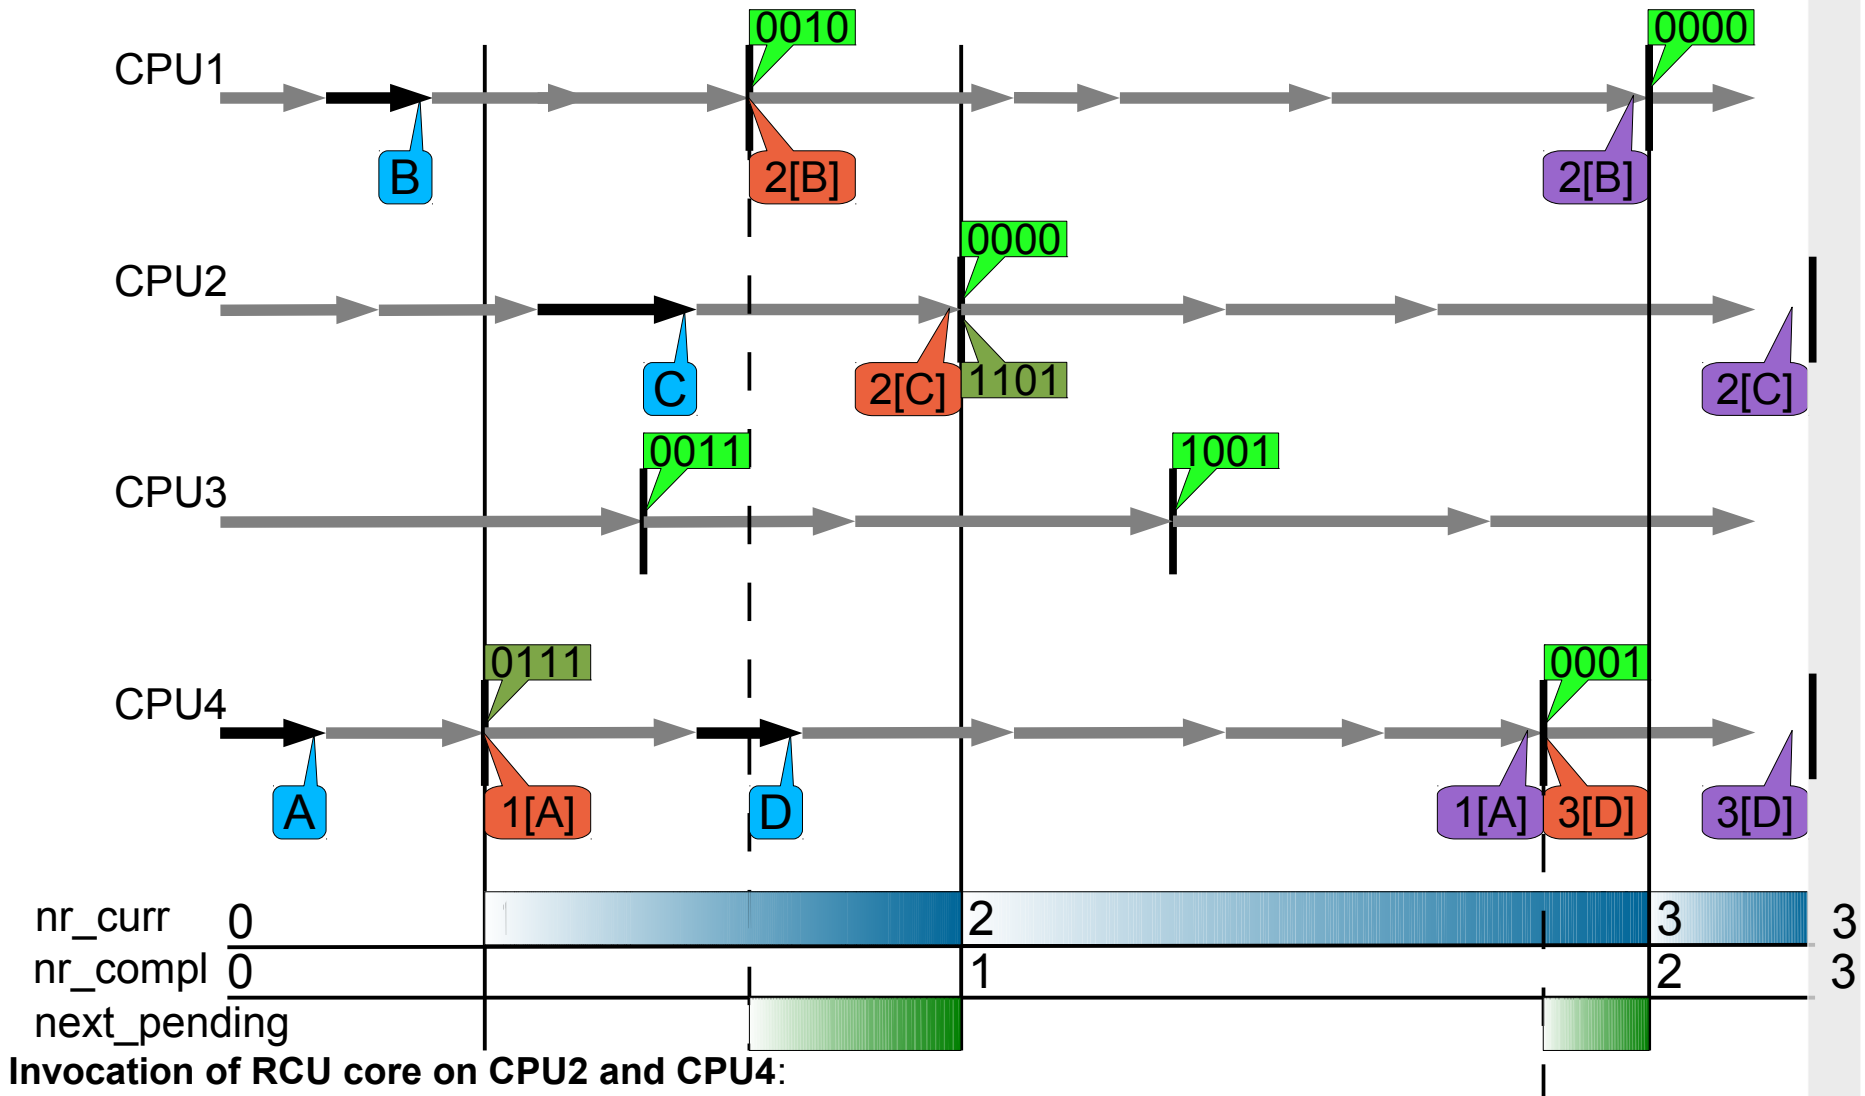 0010
0000
CPU1
B
2[B]
2[B]
0000
CPU2
C
2[C]
1101
2[C]
0011
1001
CPU3
0111
0001
CPU4
A
1[A]
D
1[A]
3[D]
3[D]
nr_curr 0 2 3 3
nr_compl 0 1 2 3
next_pending
Invocation of RCU core on CPU2 and CPU4: